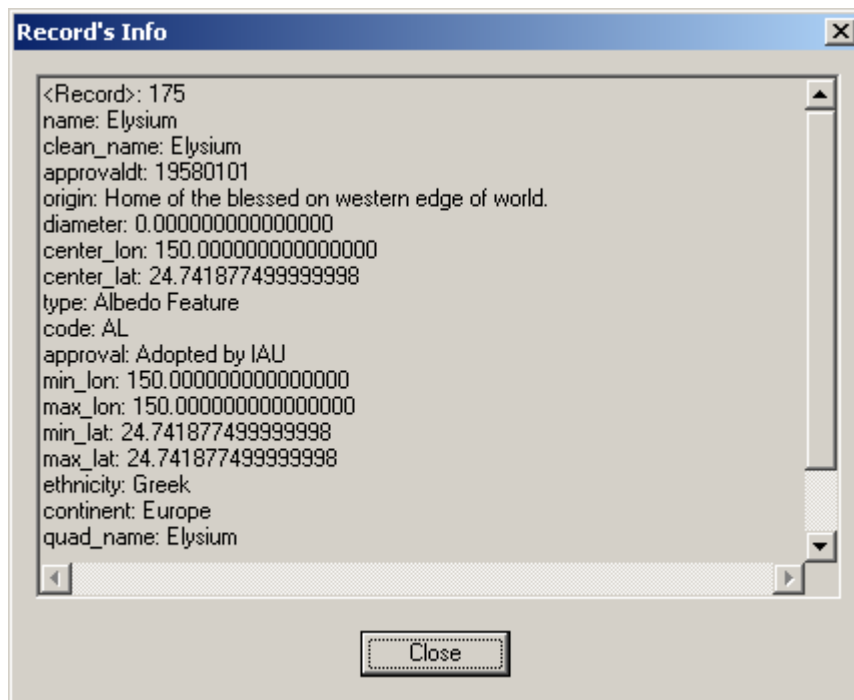 Record's Info
<Record>: 175
name: Elysium
clean_name: Elysium
approvaldt: 19580101
origin: Home of the blessed on western edge of world.
diameter: 0.000000000000000
center_lon: 150.000000000000000
center_lat: 24.741877499999998
type: Albedo Feature
code: AL
approval: Adopted by IAU
min_lon: 150.000000000000000
max_lon: 150.000000000000000
min_lat: 24.741877499999998
max_lat: 24.741877499999998
ethnicity: Greek
continent: Europe
quad_name: Elysium
Close